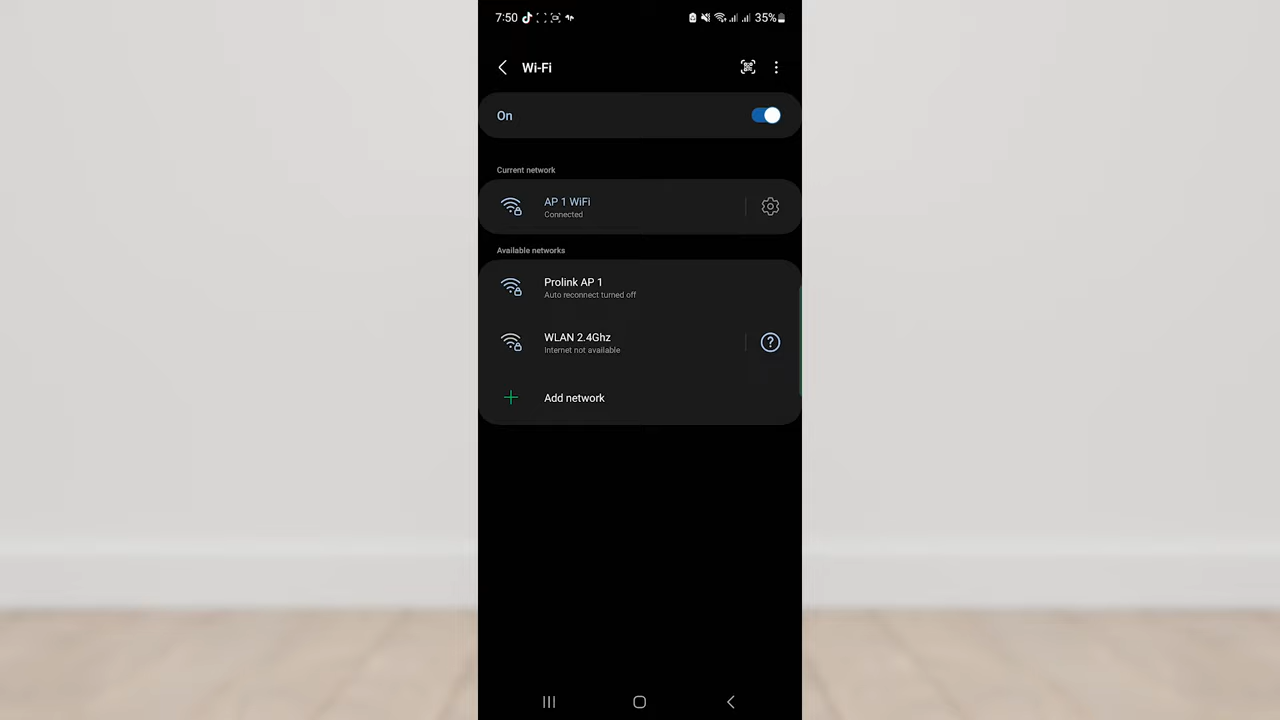 7:50
35%
Wi-Fi
On
Current network
AP 1 WiFi
Connected
Available networks
Prolink AP 1
Auto reconnect turned off
WLAN 2.4Ghz
Internet not available
Add network